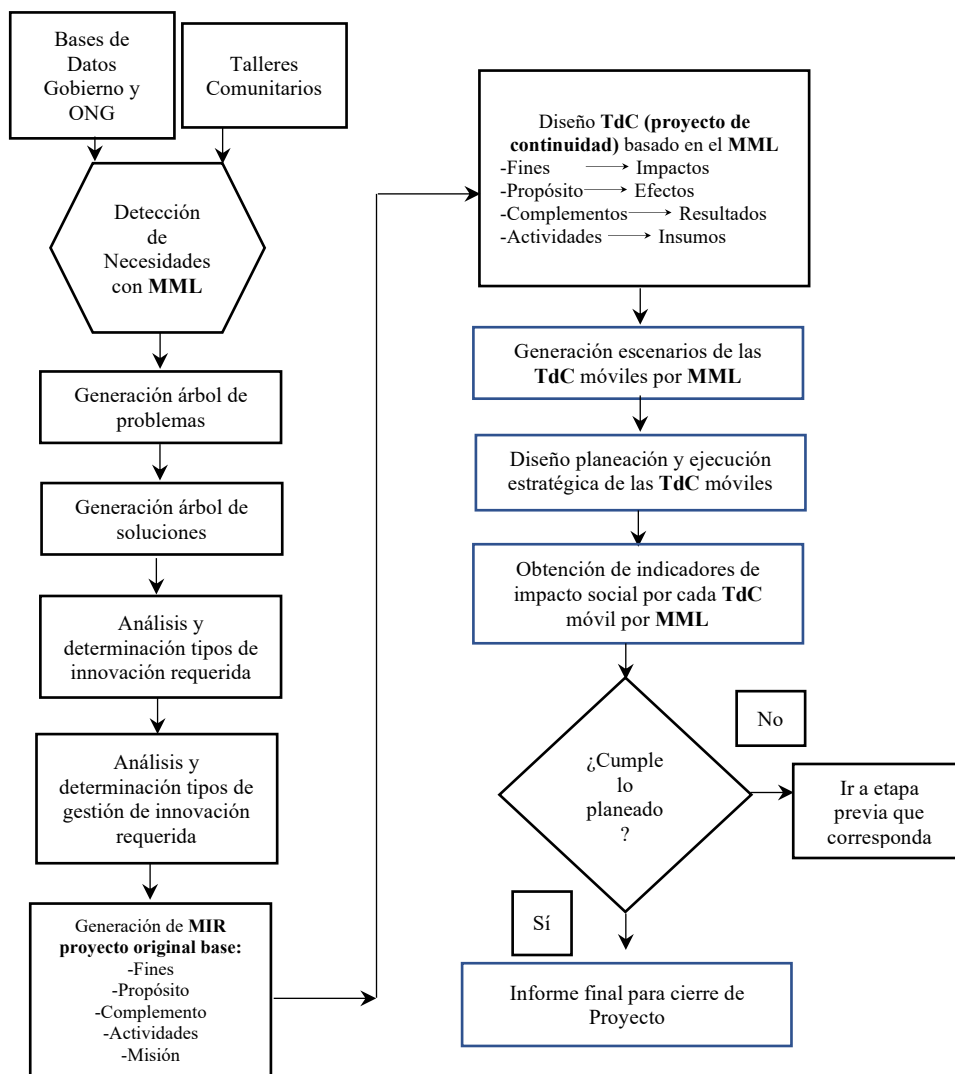 Bases de
Datos
Gobierno y
ONG
Talleres
Comunitarios
Detección
de
Necesidades
con MML
Generación árbol de
problemas
Generación árbol de
soluciones
Análisis y
determinación tipos de
innovación requerida
Análisis y
determinación tipos de
gestión de innovación
requerida
Generación de MIR
proyecto original base:
-Fines
-Propósito
-Complemento
-Actividades
-Misión
Diseño TdC (proyecto de
continuidad) basado en el MML
-Fines → Impactos
-Propósito → Efectos
-Complementos → Resultados
-Actividades → Insumos
Generación escenarios de las
TdC móviles por MML
Diseño planeación y ejecución
estratégica de las TdC móviles
Obtención de indicadores de
impacto social por cada TdC
móvil por MML
¿Cumple
lo
planeado
?
No
Ir a etapa
previa que
corresponda
Sí
Informe final para cierre de
Proyecto